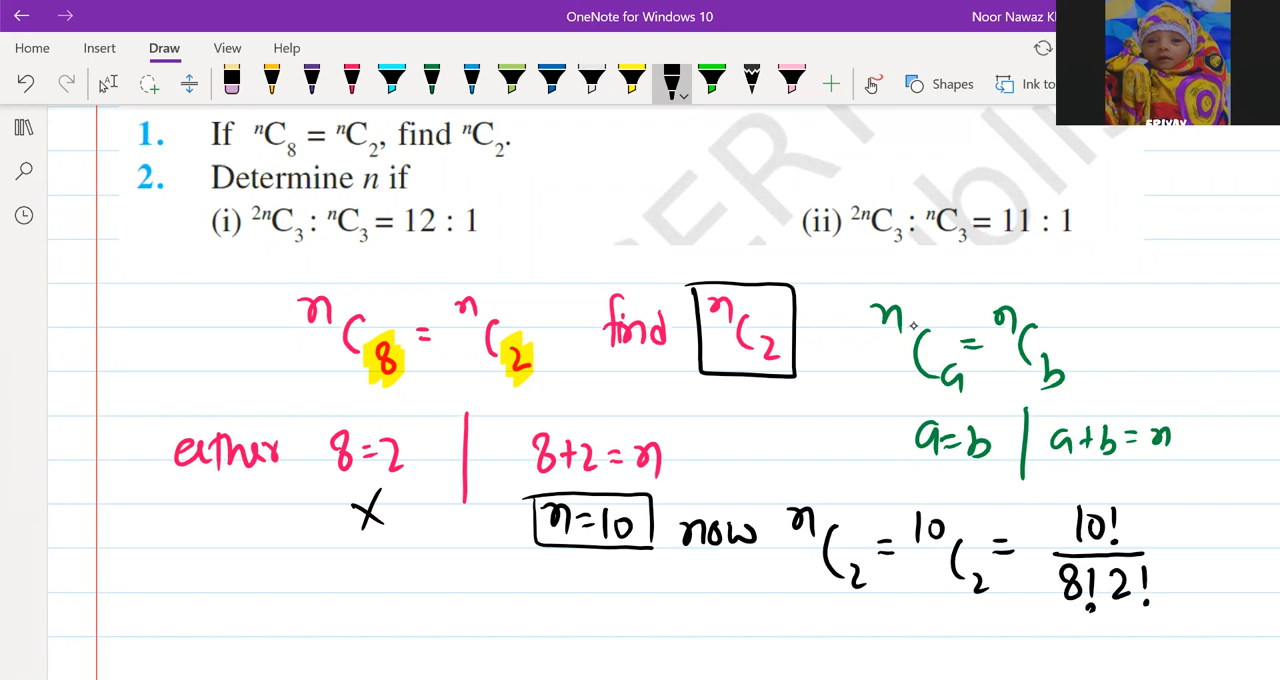 OneNote for Windows 10
Noor Nawaz
Home Insert Draw View Help
Shapes Ink to
1. If ⁿC₈ = ⁿC₂, find ⁿC₂.
2. Determine n if
(i) ²ⁿC₃ : ⁿC₃ = 12 : 1 (ii) ²ⁿC₃ : ⁿC₃ = 11 : 1
ⁿC₈ = ⁿC₂ find ⁿC₂ ⁿCₐ = ⁿC_b
either 8=2 | 8+2=n a=b | a+b=n
× n=10 now ⁿC₂ = ¹⁰C₂ = 10!
8! 2!